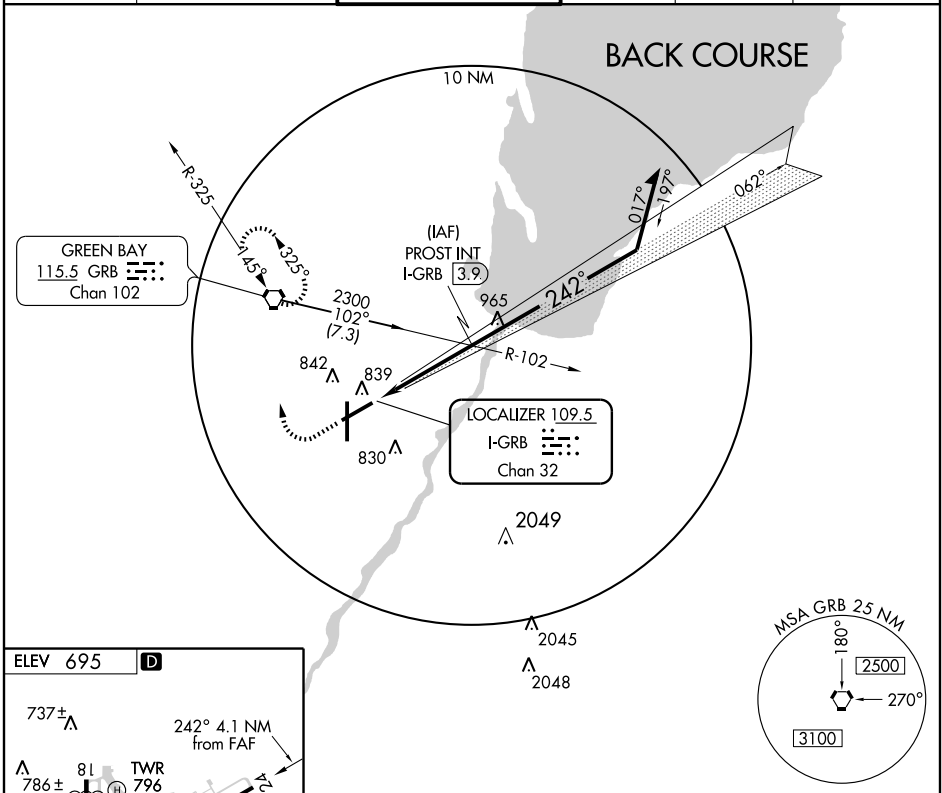 BACK COURSE
10 NM
R-325
062°
017°
197°
(IAF)
PROST INT
I-GRB 3.9
GREEN BAY
115.5 GRB
Chan 102
145°
325°
2300
102°
(7.3)
965
242°
R-102
842
839
LOCALIZER 109.5
I-GRB
Chan 32
830
2049
2045
2048
MSA GRB 25 NM
180°
2500
270°
3100
ELEV 695 D
737±
242° 4.1 NM
from FAF
18
TWR
796
786±
H
24